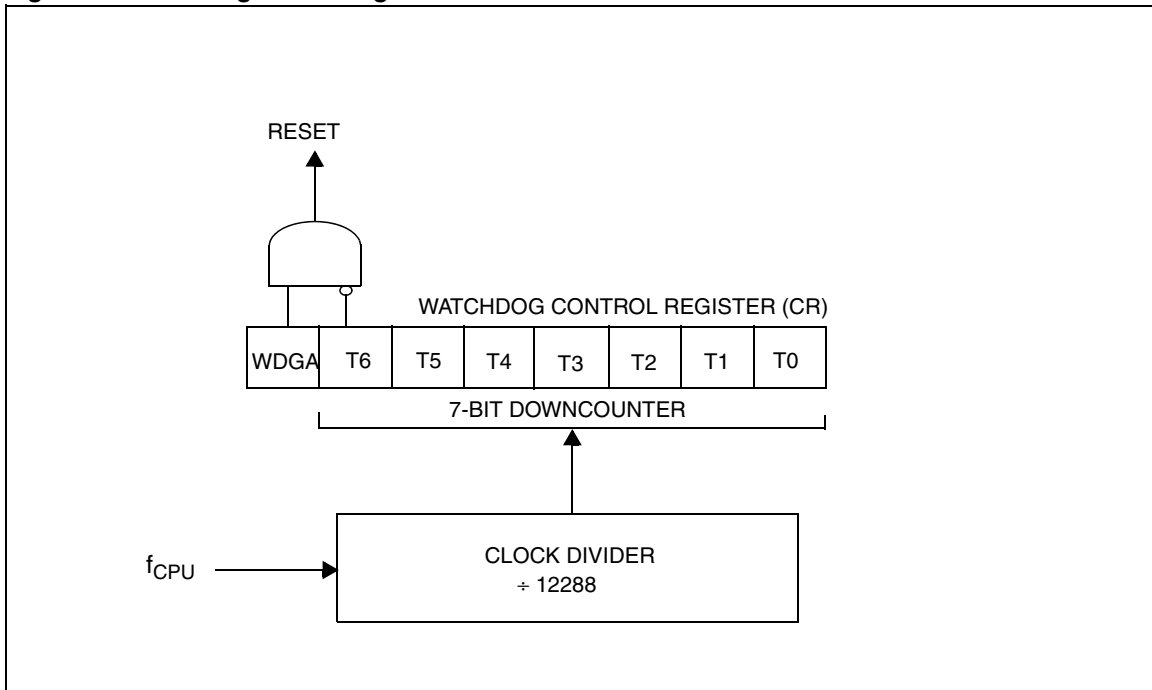 RESET
WATCHDOG CONTROL REGISTER (CR)
WDGA T6 T5 T4 T3 T2 T1 T0
7-BIT DOWNCOUNTER
fCPU
CLOCK DIVIDER
÷ 12288